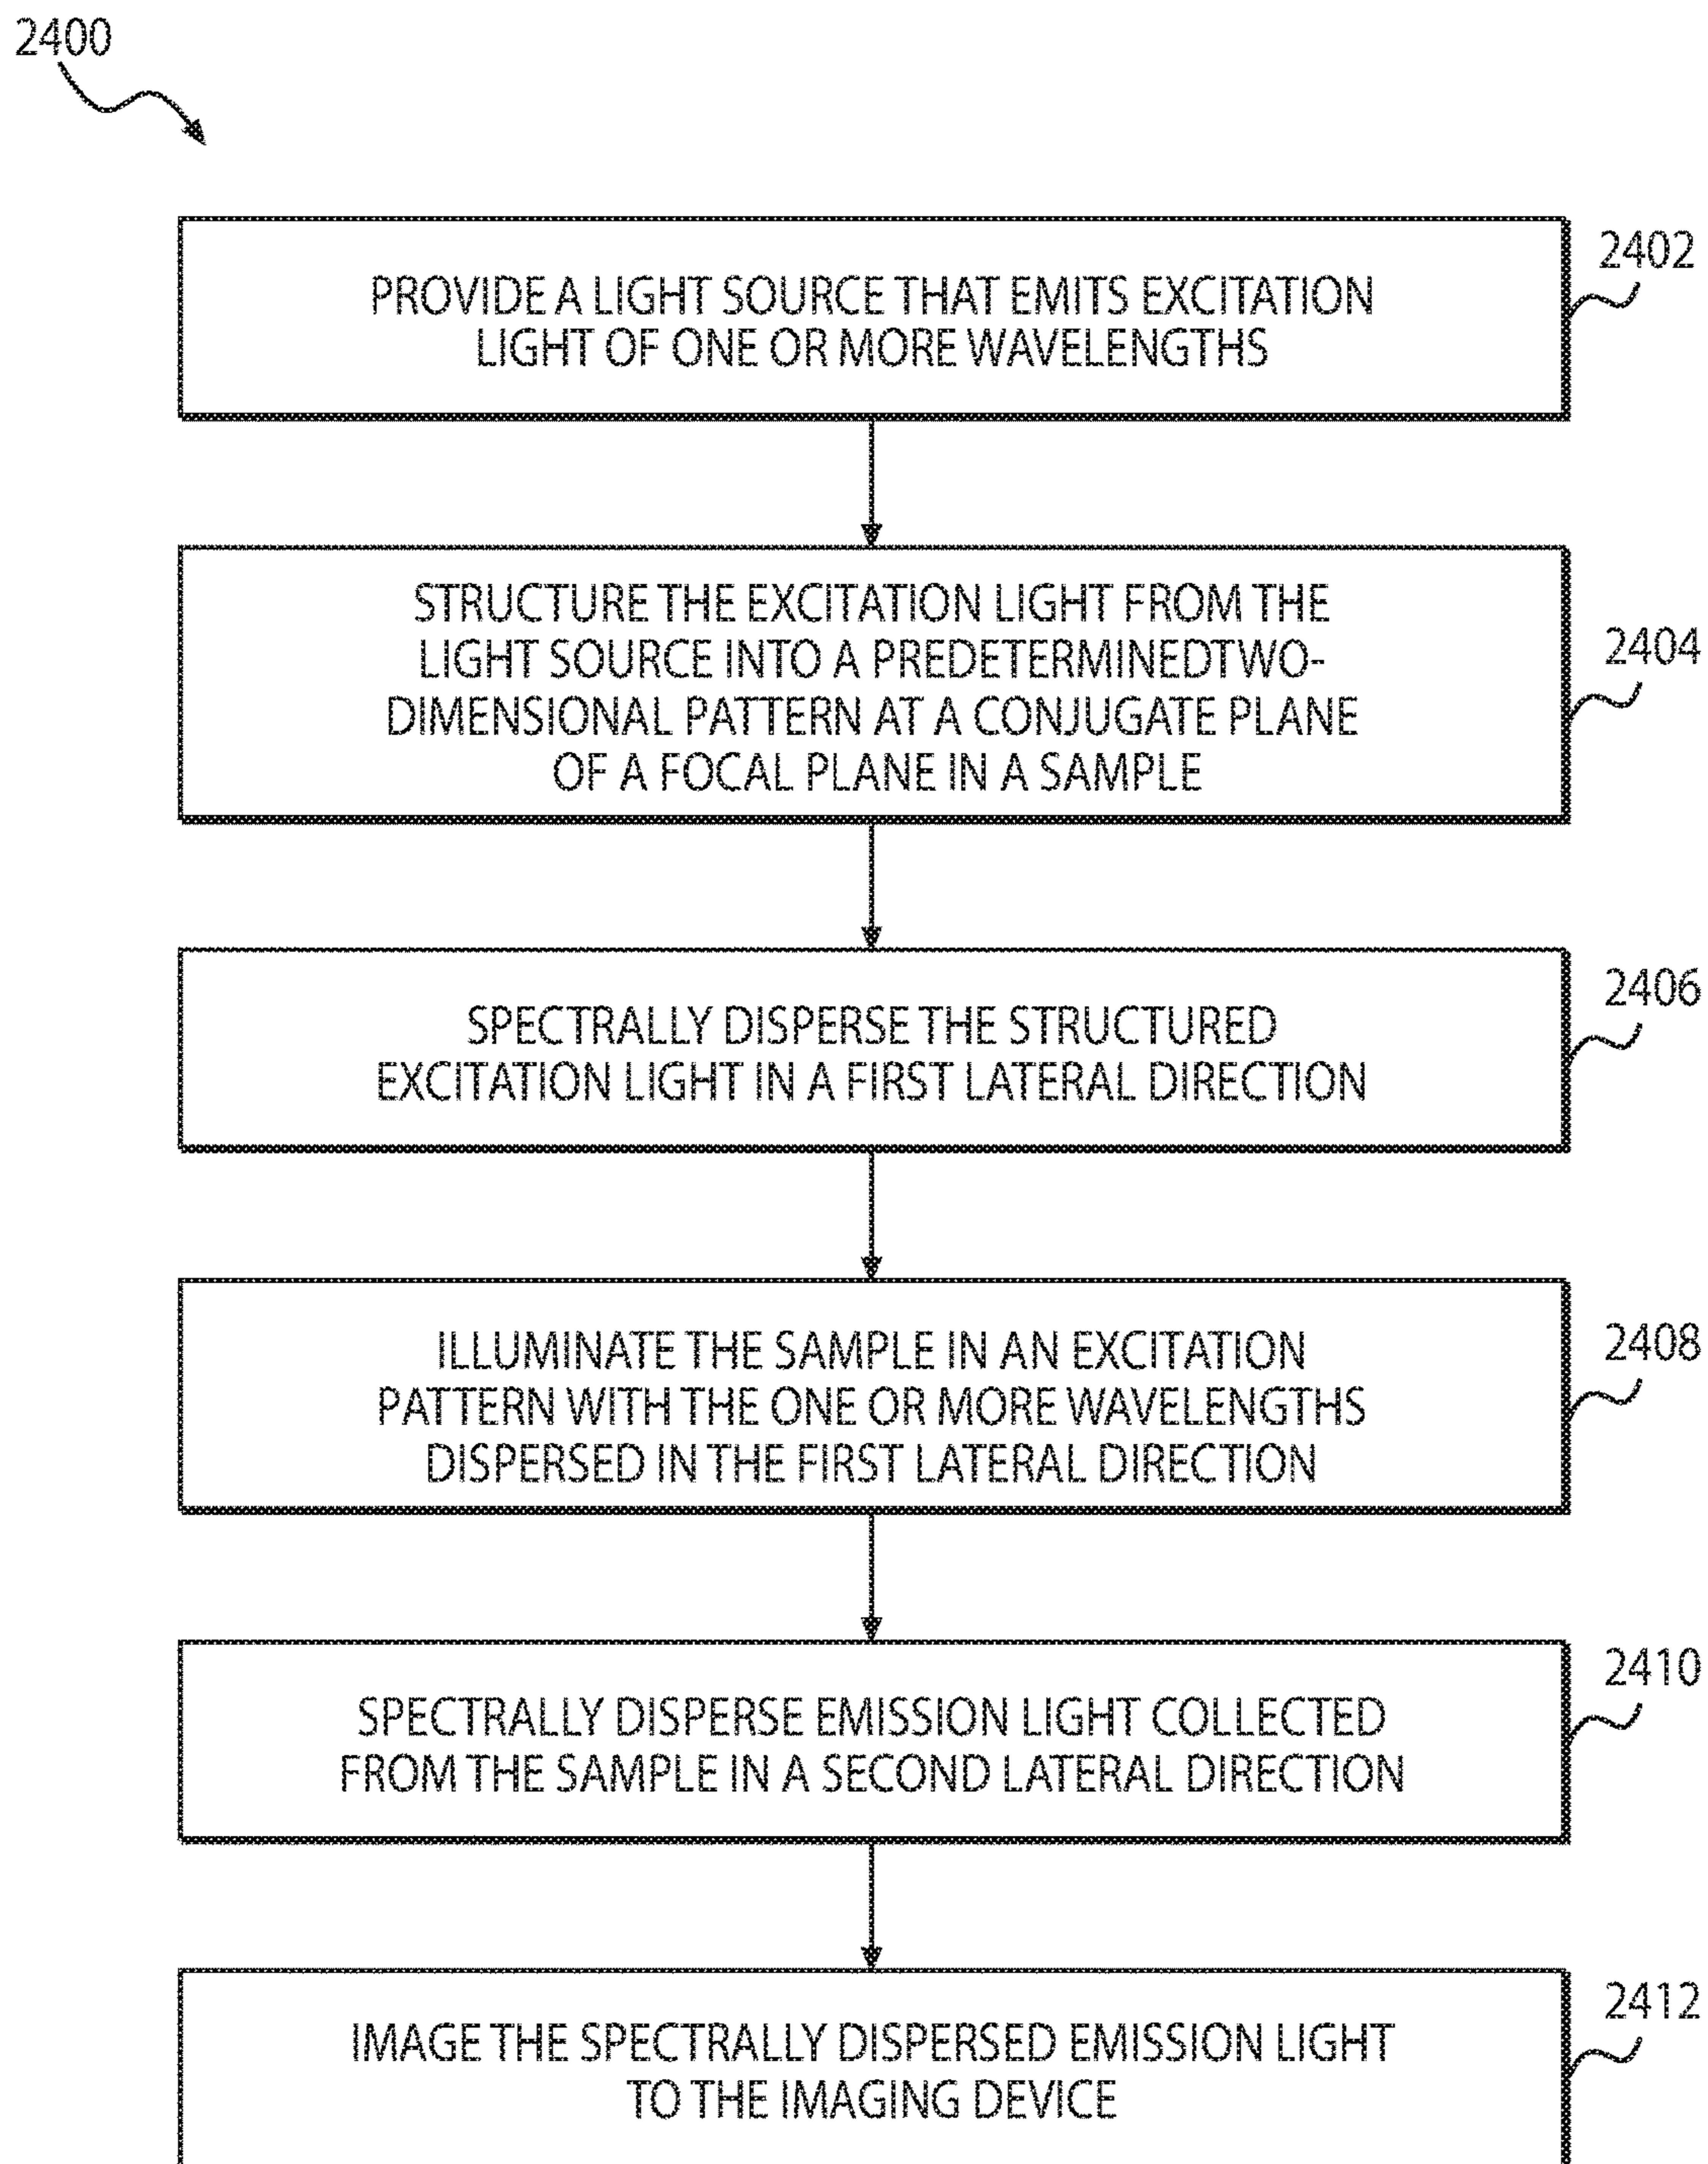 2400
2402
PROVIDE A LIGHT SOURCE THAT EMITS EXCITATION
LIGHT OF ONE OR MORE WAVELENGTHS
2404
STRUCTURE THE EXCITATION LIGHT FROM THE
LIGHT SOURCE INTO A PREDETERMINEDTWO-
DIMENSIONAL PATTERN AT A CONJUGATE PLANE
OF A FOCAL PLANE IN A SAMPLE
2406
SPECTRALLY DISPERSE THE STRUCTURED
EXCITATION LIGHT IN A FIRST LATERAL DIRECTION
2408
ILLUMINATE THE SAMPLE IN AN EXCITATION
PATTERN WITH THE ONE OR MORE WAVELENGTHS
DISPERSED IN THE FIRST LATERAL DIRECTION
2410
SPECTRALLY DISPERSE EMISSION LIGHT COLLECTED
FROM THE SAMPLE IN A SECOND LATERAL DIRECTION
2412
IMAGE THE SPECTRALLY DISPERSED EMISSION LIGHT
TO THE IMAGING DEVICE